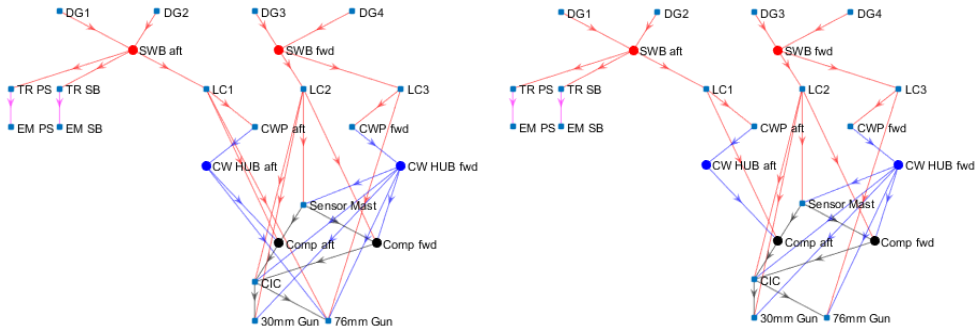 DG1 DG2 DG3 DG4
SWB aft SWB fwd
TR PS TR SB LC1 LC2 LC3
EM PS EM SB CWP aft CWP fwd
CW HUB aft CW HUB fwd
Sensor Mast
Comp aft Comp fwd
CIC
30mm Gun 76mm Gun
DG1 DG2 DG3 DG4
SWB aft SWB fwd
TR PS TR SB LC1 LC2 LC3
EM PS EM SB CWP aft CWP fwd
CW HUB aft CW HUB fwd
Sensor Mast
Comp aft Comp fwd
CIC
30mm Gun 76mm Gun